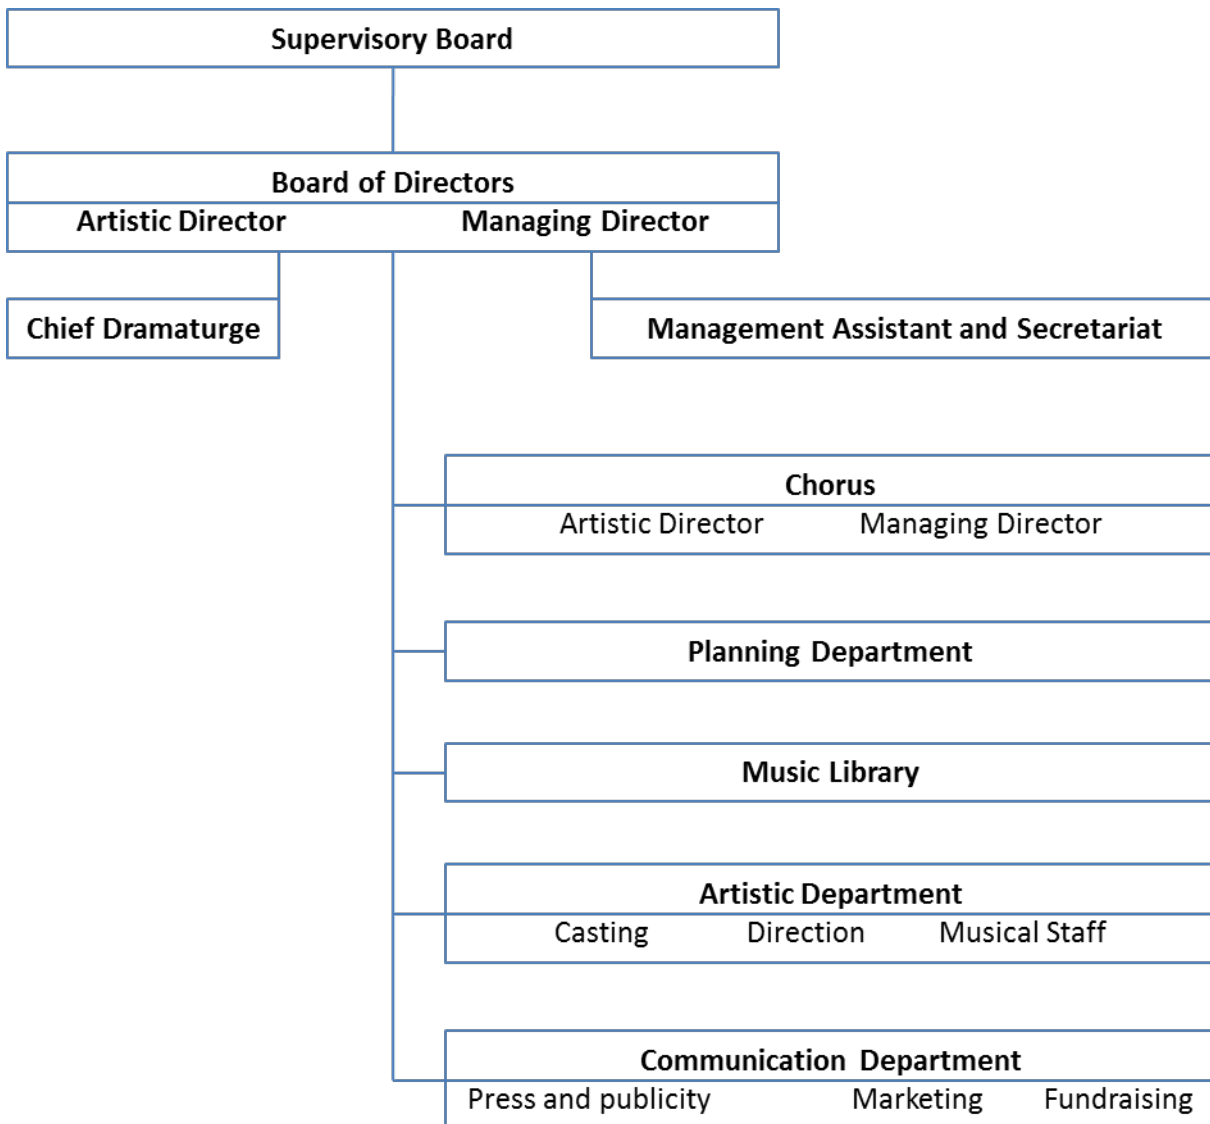 Supervisory Board
Board of Directors
Artistic Director Managing Director
Chief Dramaturge
Management Assistant and Secretariat
Chorus
Artistic Director Managing Director
Planning Department
Music Library
Artistic Department
Casting Direction Musical Staff
Communication Department
Press and publicity Marketing Fundraising